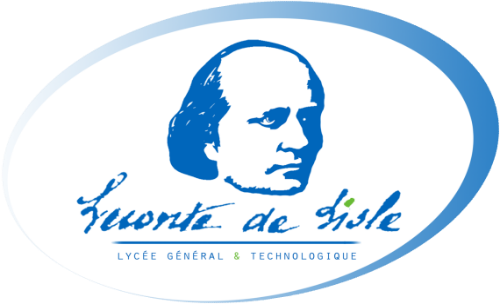 Leconte de Lisle
LYCÉE GÉNÉRAL & TECHNOLOGIQUE